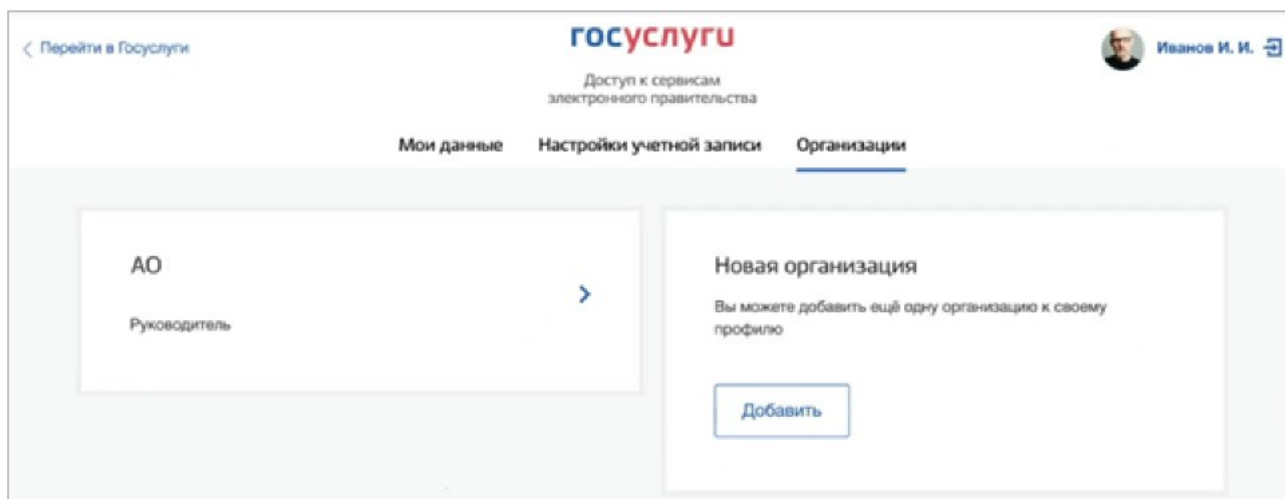 Перейти в Госуслуги
госуслуги
Иванов И. И.
Доступ к сервисам
электронного правительства
Мои данные Настройки учетной записи Организации
АО
Руководитель
Новая организация
Вы можете добавить ещё одну организацию к своему
профилю
Добавить